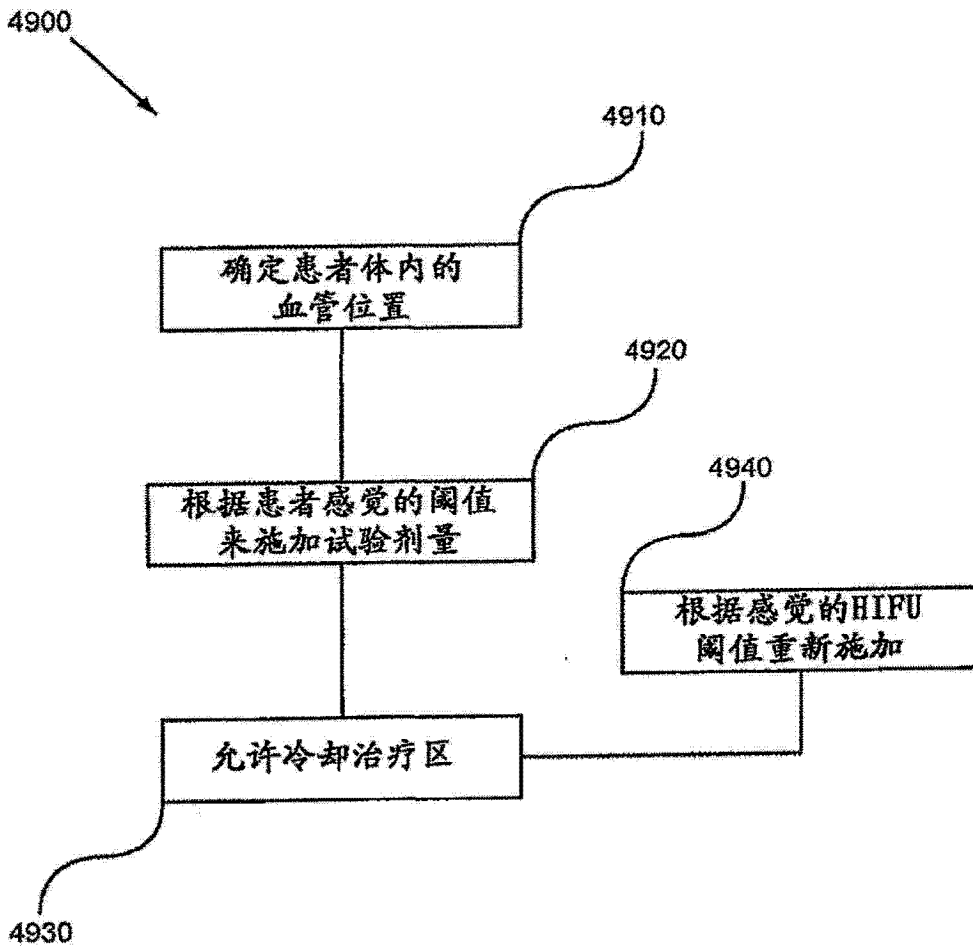 4900
4910
确定患者体内的
血管位置
4920
根据患者感觉的阈值
来施加试验剂量
4940
根据感觉的HIFU
阈值重新施加
允许冷却治疗区
4930